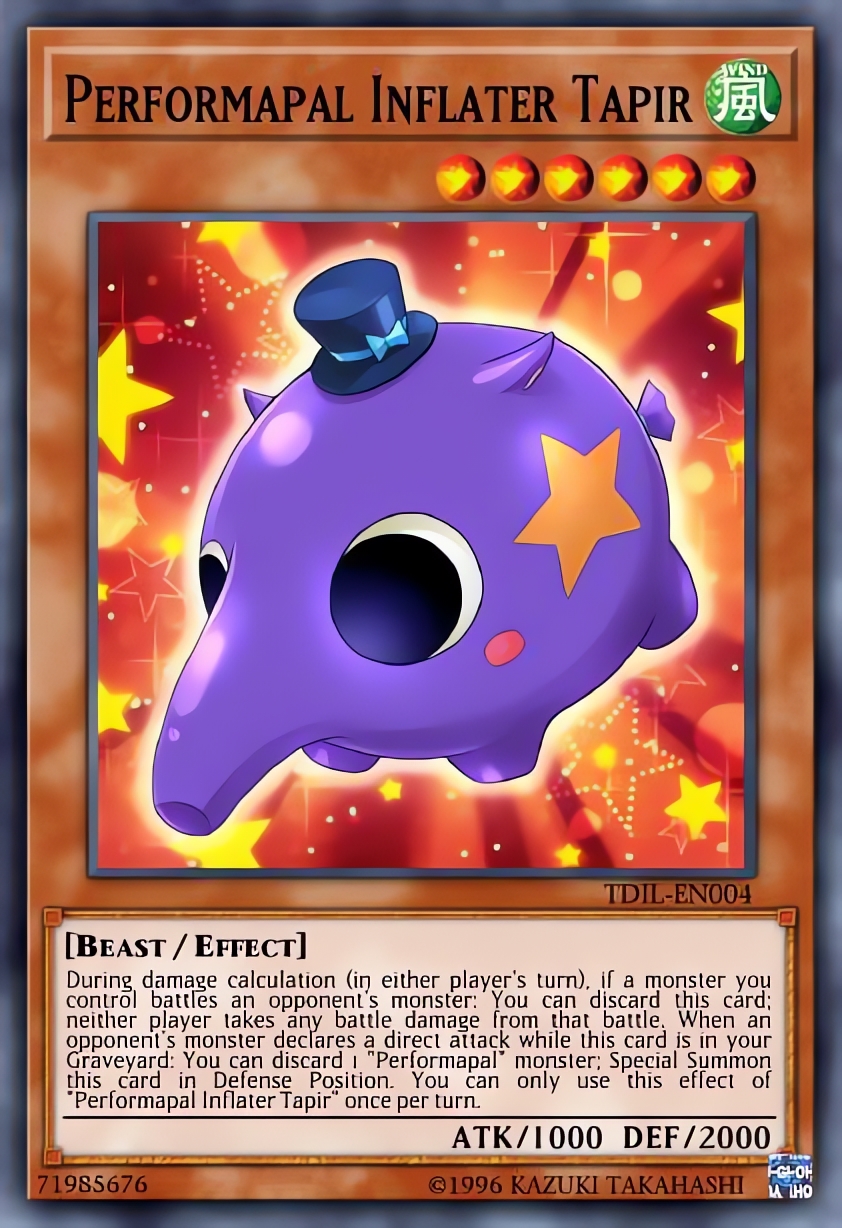 PERFORMAPAL INFLATER TAPIR
WIND
風
TDIL-EN004
[BEAST / EFFECT]
During damage calculation (in either player's turn), if a monster you
control battles an opponent's monster: You can discard this card;
neither player takes any battle damage from that battle. When an
opponent's monster declares a direct attack while this card is in your
Graveyard: You can discard 1 "Performapal" monster; Special Summon
this card in Defense Position. You can only use this effect of
"Performapal Inflater Tapir" once per turn.
ATK/1000 DEF/2000
71985676
©1996 KAZUKI TAKAHASHI